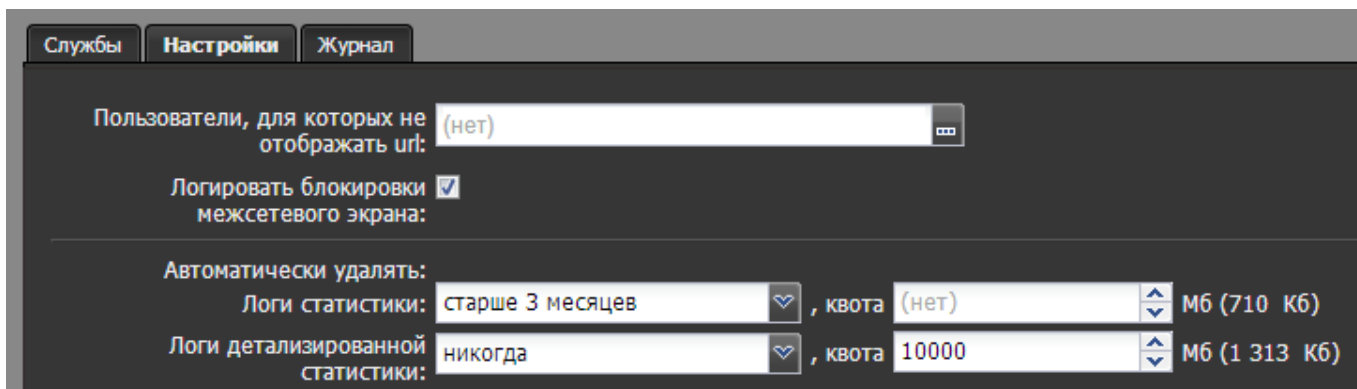 Службы Настройки Журнал
Пользователи, для которых не (нет)
отображать url:
Логировать блокировки
межсетевого экрана:
Автоматически удалять:
Логи статистики: старше 3 месяцев , квота (нет) Мб (710 Кб)
Логи детализированной никогда , квота 10000 Мб (1 313 Кб)
статистики: